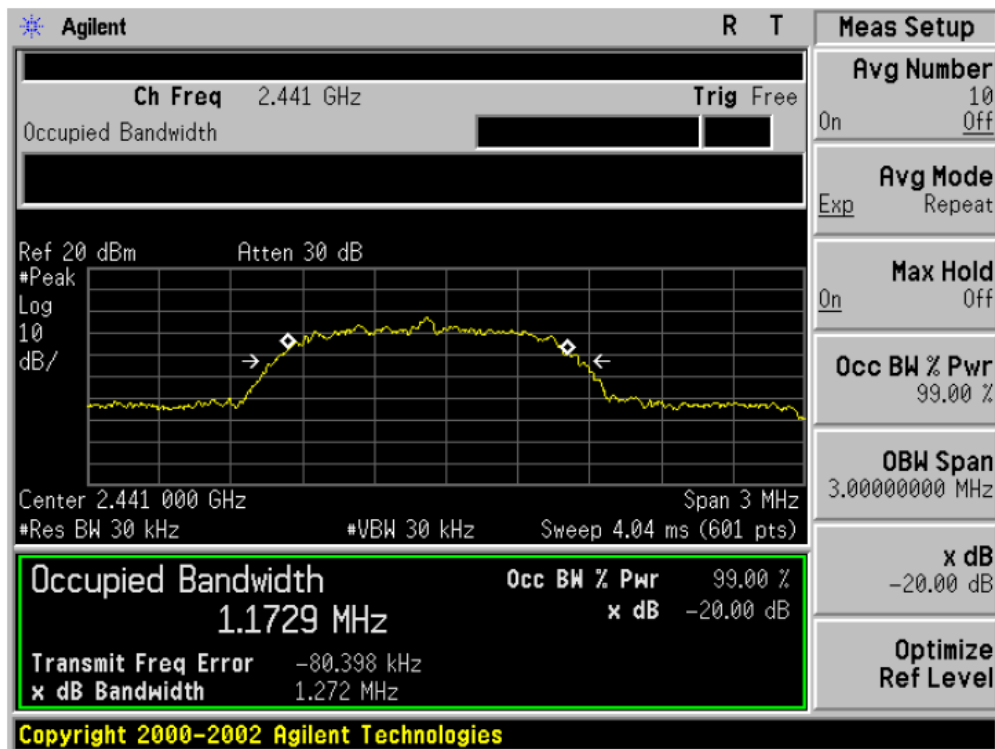 Agilent R T
Ch Freq 2.441 GHz Trig Free
Occupied Bandwidth
Ref 20 dBm Atten 30 dB
#Peak
Log
10
dB/
Center 2.441 000 GHz Span 3 MHz
#Res BW 30 kHz #VBW 30 kHz Sweep 4.04 ms (601 pts)
Occupied Bandwidth Occ BW % Pwr 99.00 %
1.1729 MHz x dB -20.00 dB
Transmit Freq Error -80.398 kHz
x dB Bandwidth 1.272 MHz
Copyright 2000-2002 Agilent Technologies
Meas Setup
Avg Number
10
On Off
Avg Mode
Exp Repeat
Max Hold
On Off
Occ BW % Pwr
99.00 %
OBW Span
3.00000000 MHz
x dB
-20.00 dB
Optimize
Ref Level